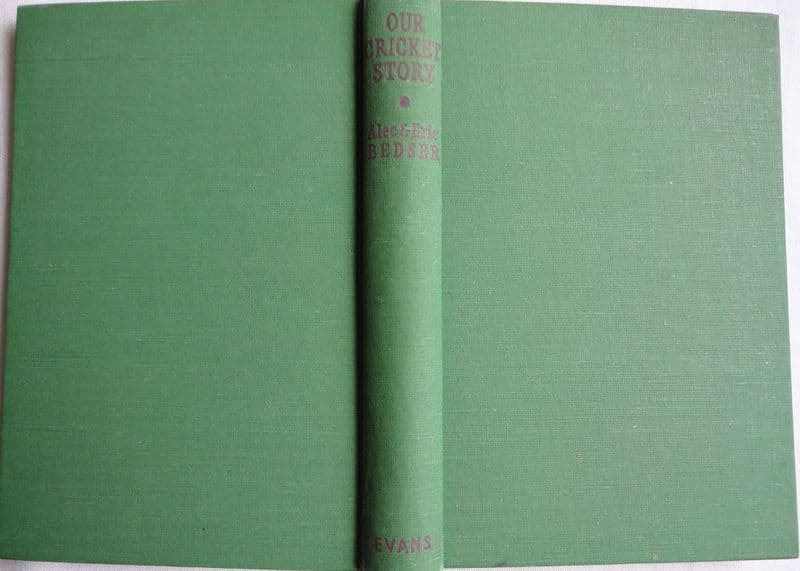 OUR
CRICKET
STORY
Alec & Eric
BEDSER
EVANS